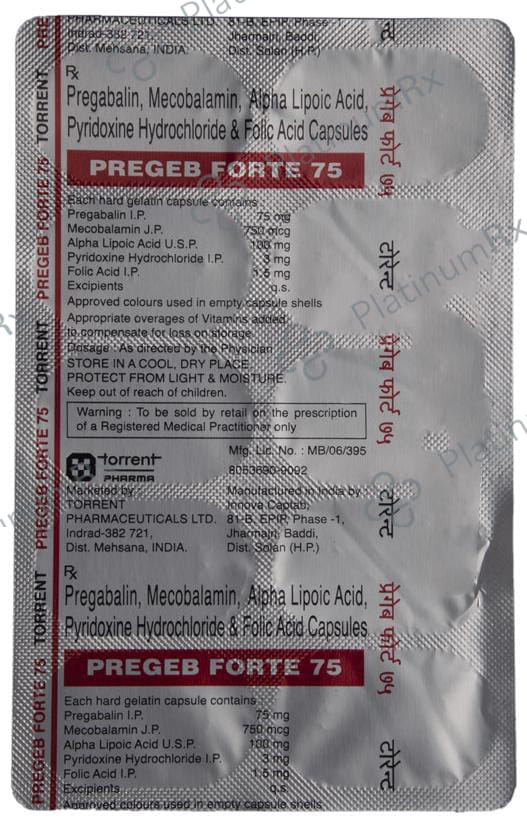 PHARMACEUTICALS LTD. 81-B, EPIP, Phase -1,
Indrad-382 721, Jharmajri, Baddi,
Dist. Mehsana, INDIA. Dist. Solan (H.P.)
Rx
Pregabalin, Mecobalamin, Alpha Lipoic Acid,
Pyridoxine Hydrochloride & Folic Acid Capsules
PREGEB FORTE 75
Each hard gelatin capsule contains
Pregabalin I.P. 75 mg
Mecobalamin J.P. 750 mcg
Alpha Lipoic Acid U.S.P. 100 mg
Pyridoxine Hydrochloride I.P. 3 mg
Folic Acid I.P. 1.5 mg
Excipients q.s.
Approved colours used in empty capsule shells
Appropriate overages of Vitamins added
to compensate for loss on storage
Dosage : As directed by the Physician
STORE IN A COOL, DRY PLACE.
PROTECT FROM LIGHT & MOISTURE.
Keep out of reach of children.
Warning : To be sold by retail on the prescription
of a Registered Medical Practitioner only
torrent
PHARMA
Mfg. Lic. No. : MB/06/395
8053690-9092
Marketed by Manufactured in India by
TORRENT Innova Captab,
PHARMACEUTICALS LTD. 81-B, EPIP, Phase -1,
Indrad-382 721, Jharmajri, Baddi,
Dist. Mehsana, INDIA. Dist. Solan (H.P.)
Rx
Pregabalin, Mecobalamin, Alpha Lipoic Acid,
Pyridoxine Hydrochloride & Folic Acid Capsules
PREGEB FORTE 75
Each hard gelatin capsule contains
Pregabalin I.P. 75 mg
Mecobalamin J.P. 750 mcg
Alpha Lipoic Acid U.S.P. 100 mg
Pyridoxine Hydrochloride I.P. 3 mg
Folic Acid I.P. 1.5 mg
Excipients q.s.
Approved colours used in empty capsule shells
PREGEB FORTE 75 TORRENT PREGEB FORTE 75 TORRENT PREGEB FORTE 75 TORRENT PRE
प्रेगेब फोर्ट ७५ टोरेन्ट प्रेगेब फोर्ट ७५ टोरेन्ट प्रेगेब फोर्ट ७५ टोरेन्ट
PlatinumRx
PlatinumRx
PlatinumRx